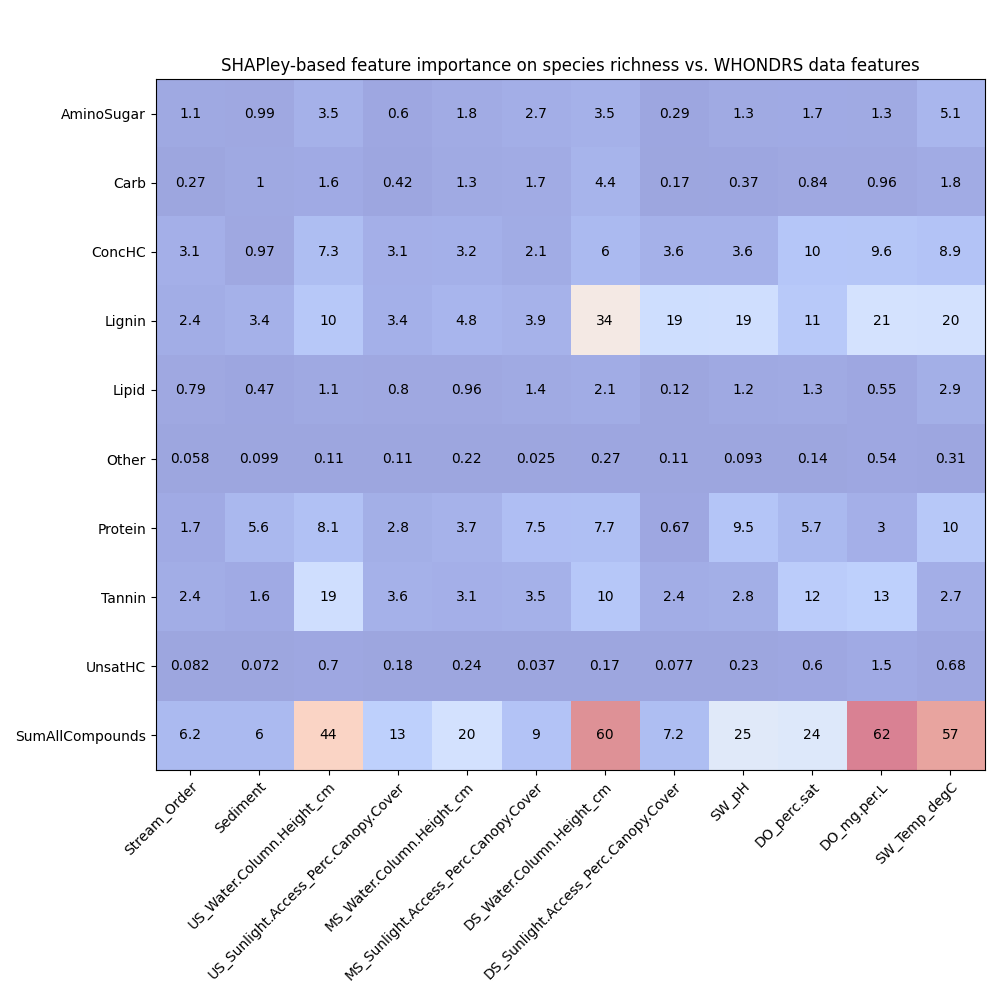 SHAPley-based feature importance on species richness vs. WHONDRS data features
AminoSugar 1.1 0.99 3.5 0.6 1.8 2.7 3.5 0.29 1.3 1.7 1.3 5.1
Carb 0.27 1 1.6 0.42 1.3 1.7 4.4 0.17 0.37 0.84 0.96 1.8
ConcHC 3.1 0.97 7.3 3.1 3.2 2.1 6 3.6 3.6 10 9.6 8.9
Lignin 2.4 3.4 10 3.4 4.8 3.9 34 19 19 11 21 20
Lipid 0.79 0.47 1.1 0.8 0.96 1.4 2.1 0.12 1.2 1.3 0.55 2.9
Other 0.058 0.099 0.11 0.11 0.22 0.025 0.27 0.11 0.093 0.14 0.54 0.31
Protein 1.7 5.6 8.1 2.8 3.7 7.5 7.7 0.67 9.5 5.7 3 10
Tannin 2.4 1.6 19 3.6 3.1 3.5 10 2.4 2.8 12 13 2.7
UnsatHC 0.082 0.072 0.7 0.18 0.24 0.037 0.17 0.077 0.23 0.6 1.5 0.68
SumAllCompounds 6.2 6 44 13 20 9 60 7.2 25 24 62 57
Stream_Order
Sediment
US_Water.Column.Height_cm
US_Sunlight.Access_Perc.Canopy.Cover
MS_Water.Column.Height_cm
MS_Sunlight.Access_Perc.Canopy.Cover
DS_Water.Column.Height_cm
DS_Sunlight.Access_Perc.Canopy.Cover
SW_pH
DO_perc.sat
DO_mg.per.L
SW_Temp_degC